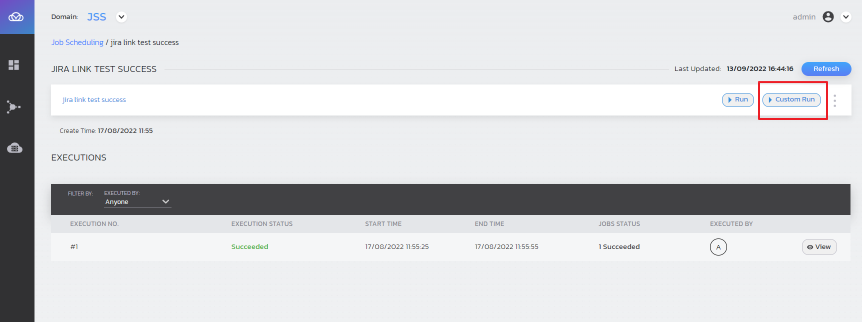 Domain: JSS admin
Job Scheduling / jira link test success
JIRA LINK TEST SUCCESS Last Updated: 13/09/2022 16:44:16 Refresh
Jira link test success Run Custom Run
Create Time: 17/08/2022 11:55
EXECUTIONS
FILTER BY: EXECUTED BY:
Anyone
EXECUTION NO. EXECUTION STATUS START TIME END TIME JOBS STATUS EXECUTED BY
#1 Succeeded 17/08/2022 11:55:25 17/08/2022 11:55:55 1 Succeeded A View